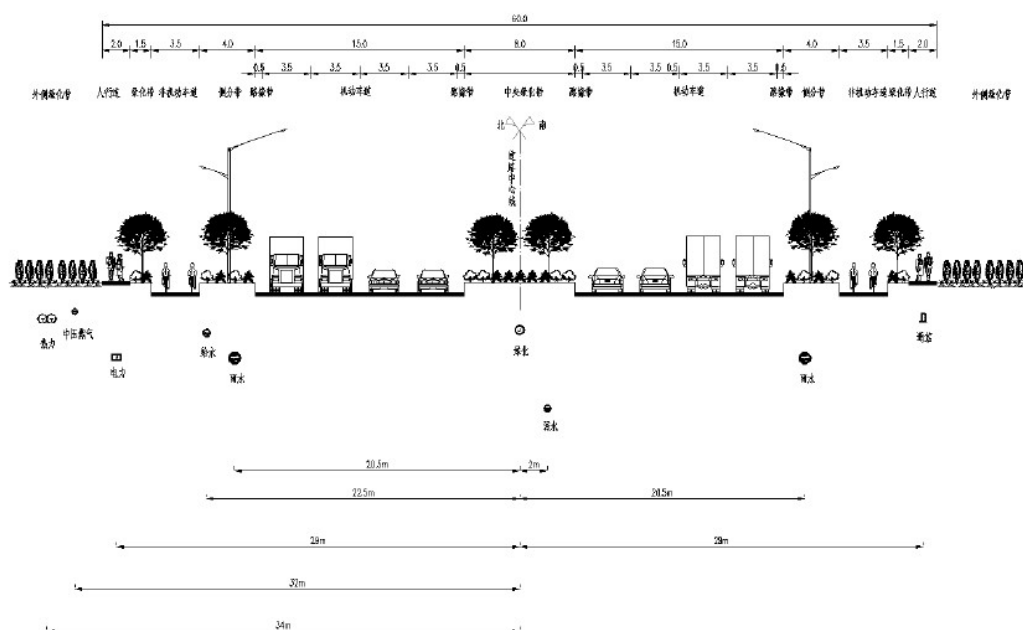 60.0
2.0 1.5 3.5 4.0 15.0 8.0 15.0 4.0 3.5 1.5 2.0
0.5 3.5 3.5 3.5 3.5 0.5 0.5 3.5 3.5 0.5 3.5 3.5 0.5
外侧绿化带 人行道 绿化带 非机动车道 侧分带 路缘带 机动车道 路缘带 中央绿化带 路缘带 机动车道 路缘带 侧分带 非机动车道 绿化带 人行道 外侧绿化带
北 南
道路中心线
热力 中压燃气 电力 给水 雨水 绿化 污水 雨水 通信
20.5m 2m
22.5m 20.5m
29m 29m
32m
34m